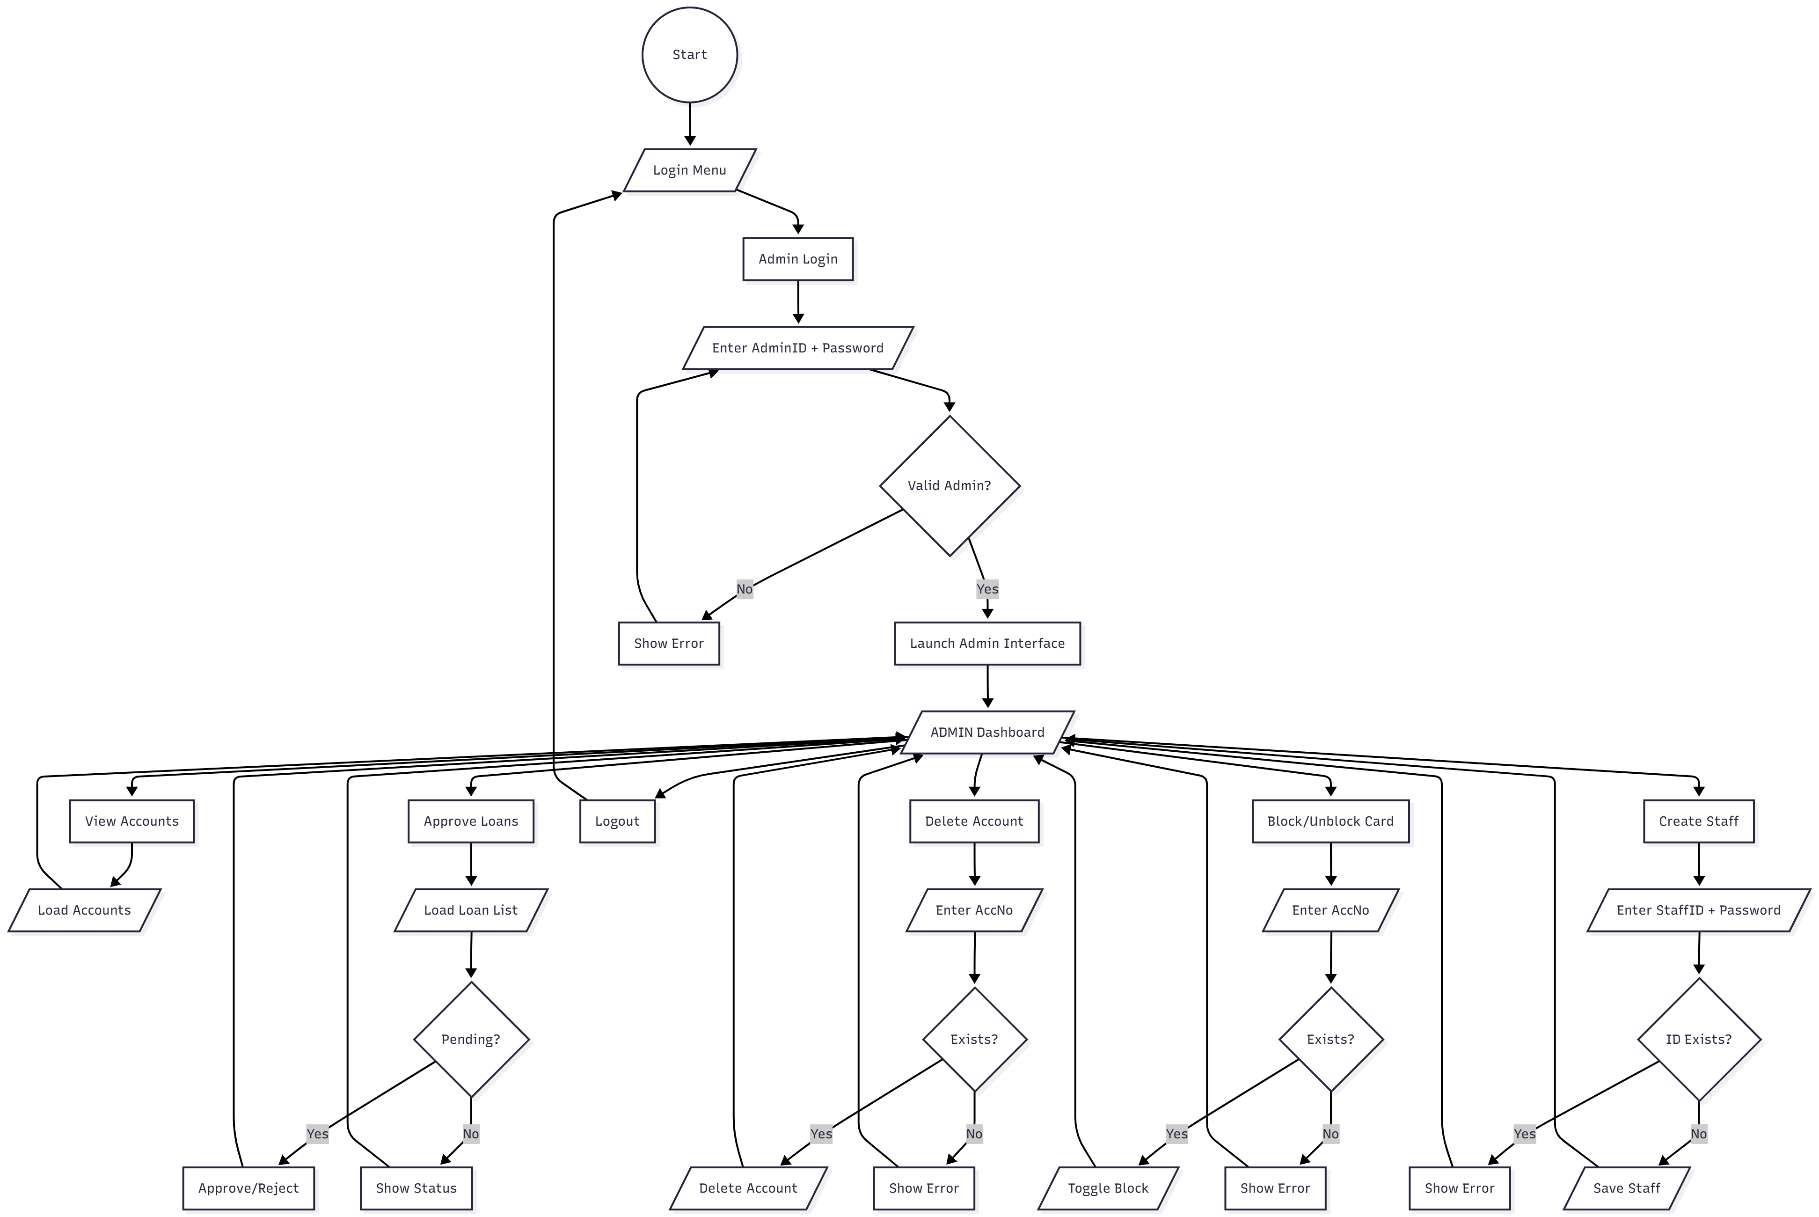 Start
Login Menu
Admin Login
Enter AdminID + Password
Valid Admin?
No
Yes
Show Error
Launch Admin Interface
ADMIN Dashboard
View Accounts
Approve Loans
Logout
Delete Account
Block/Unblock Card
Create Staff
Load Accounts
Load Loan List
Enter AccNo
Enter AccNo
Enter StaffID + Password
Pending?
Exists?
Exists?
ID Exists?
Yes
No
Yes
No
Yes
No
Yes
No
Approve/Reject
Show Status
Delete Account
Show Error
Toggle Block
Show Error
Show Error
Save Staff